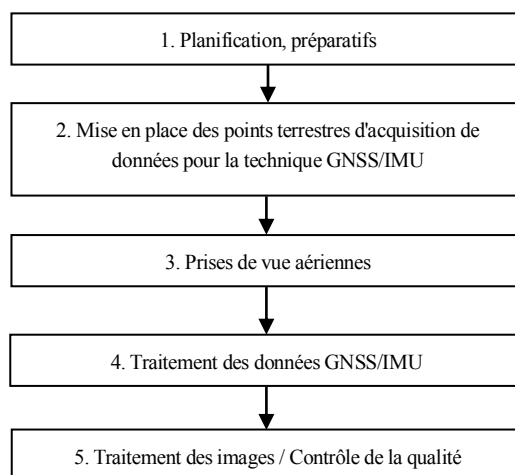 1. Planification, préparatifs
2. Mise en place des points terrestres d'acquisition de
données pour la technique GNSS/IMU
3. Prises de vue aériennes
4. Traitement des données GNSS/IMU
5. Traitement des images / Contrôle de la qualité